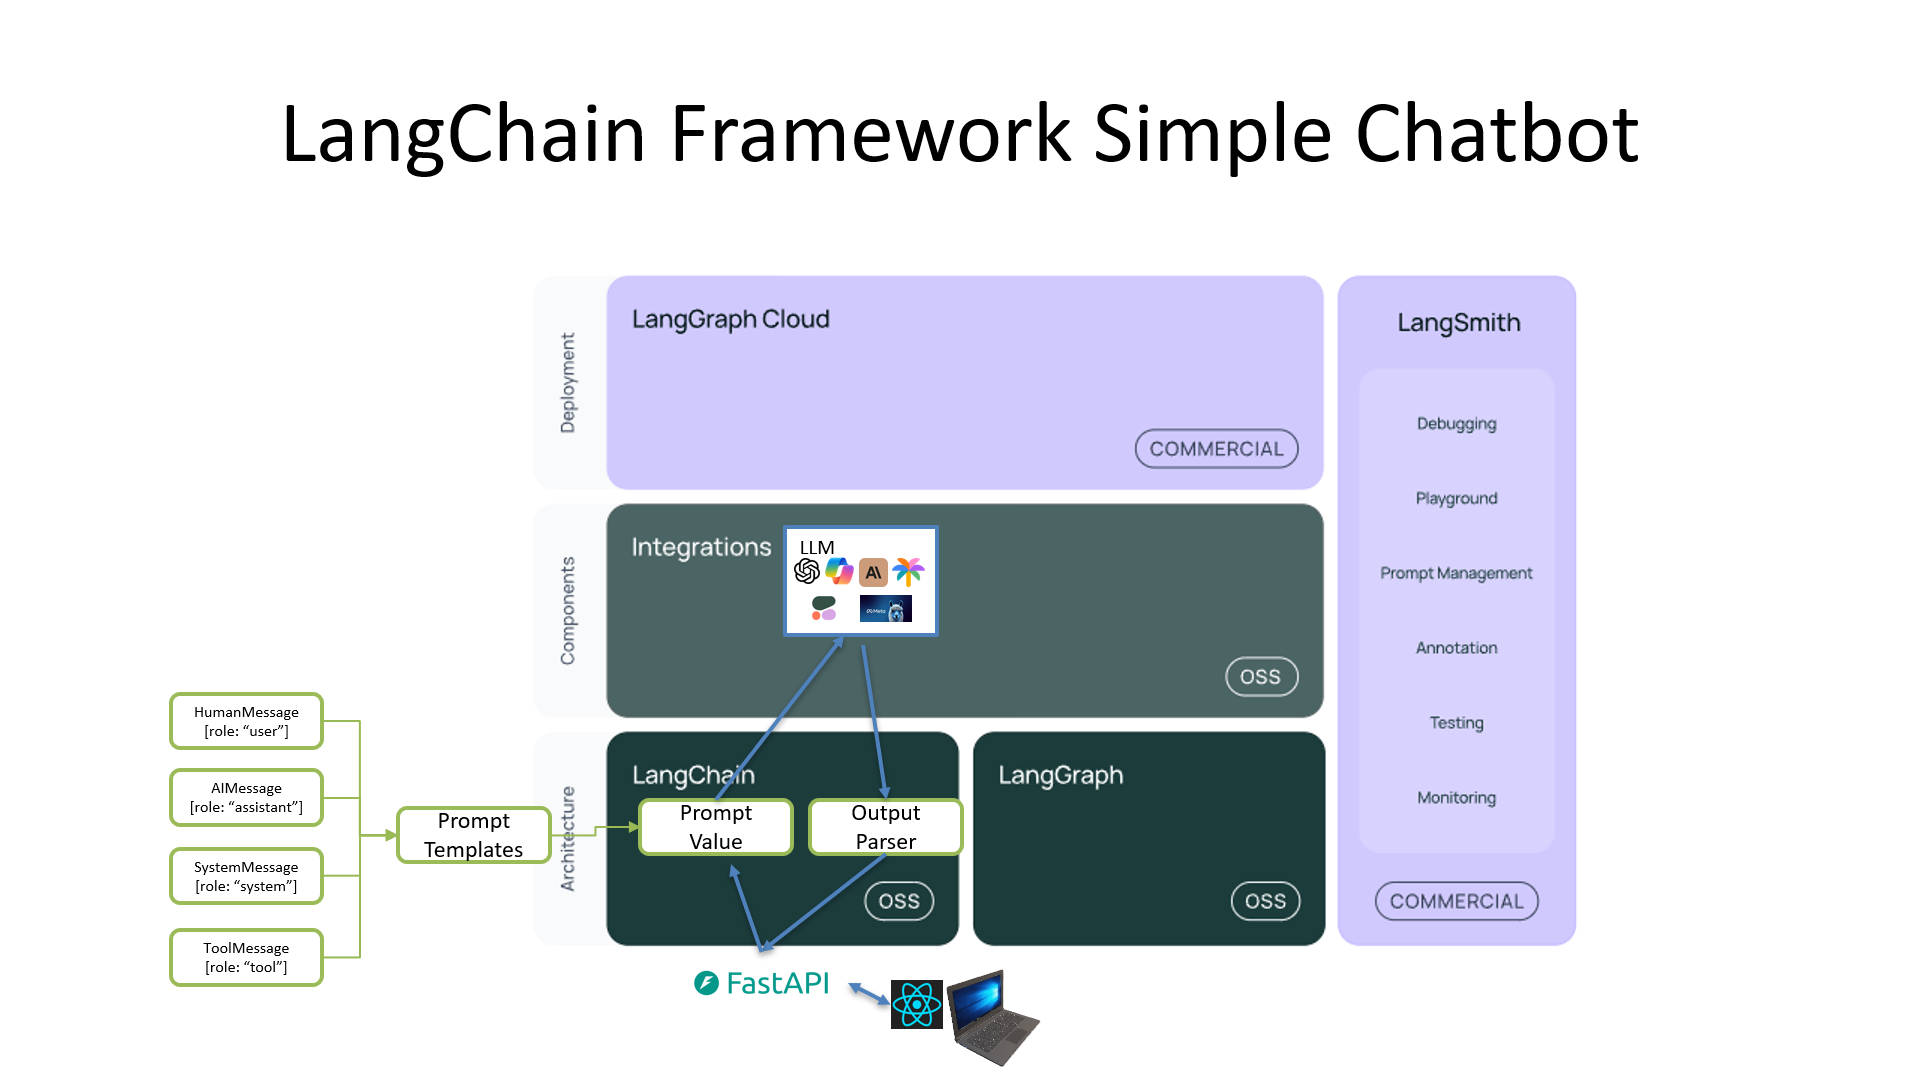 LangChain Framework Simple Chatbot
Deployment
LangGraph Cloud
COMMERCIAL
LangSmith
Debugging
Playground
Prompt Management
Annotation
Testing
Monitoring
COMMERCIAL
Components
Integrations
LLM
OSS
Architecture
LangChain
Prompt
Value
Output
Parser
OSS
LangGraph
OSS
HumanMessage
[role: “user”]
AIMessage
[role: “assistant”]
SystemMessage
[role: “system”]
ToolMessage
[role: “tool”]
Prompt
Templates
FastAPI